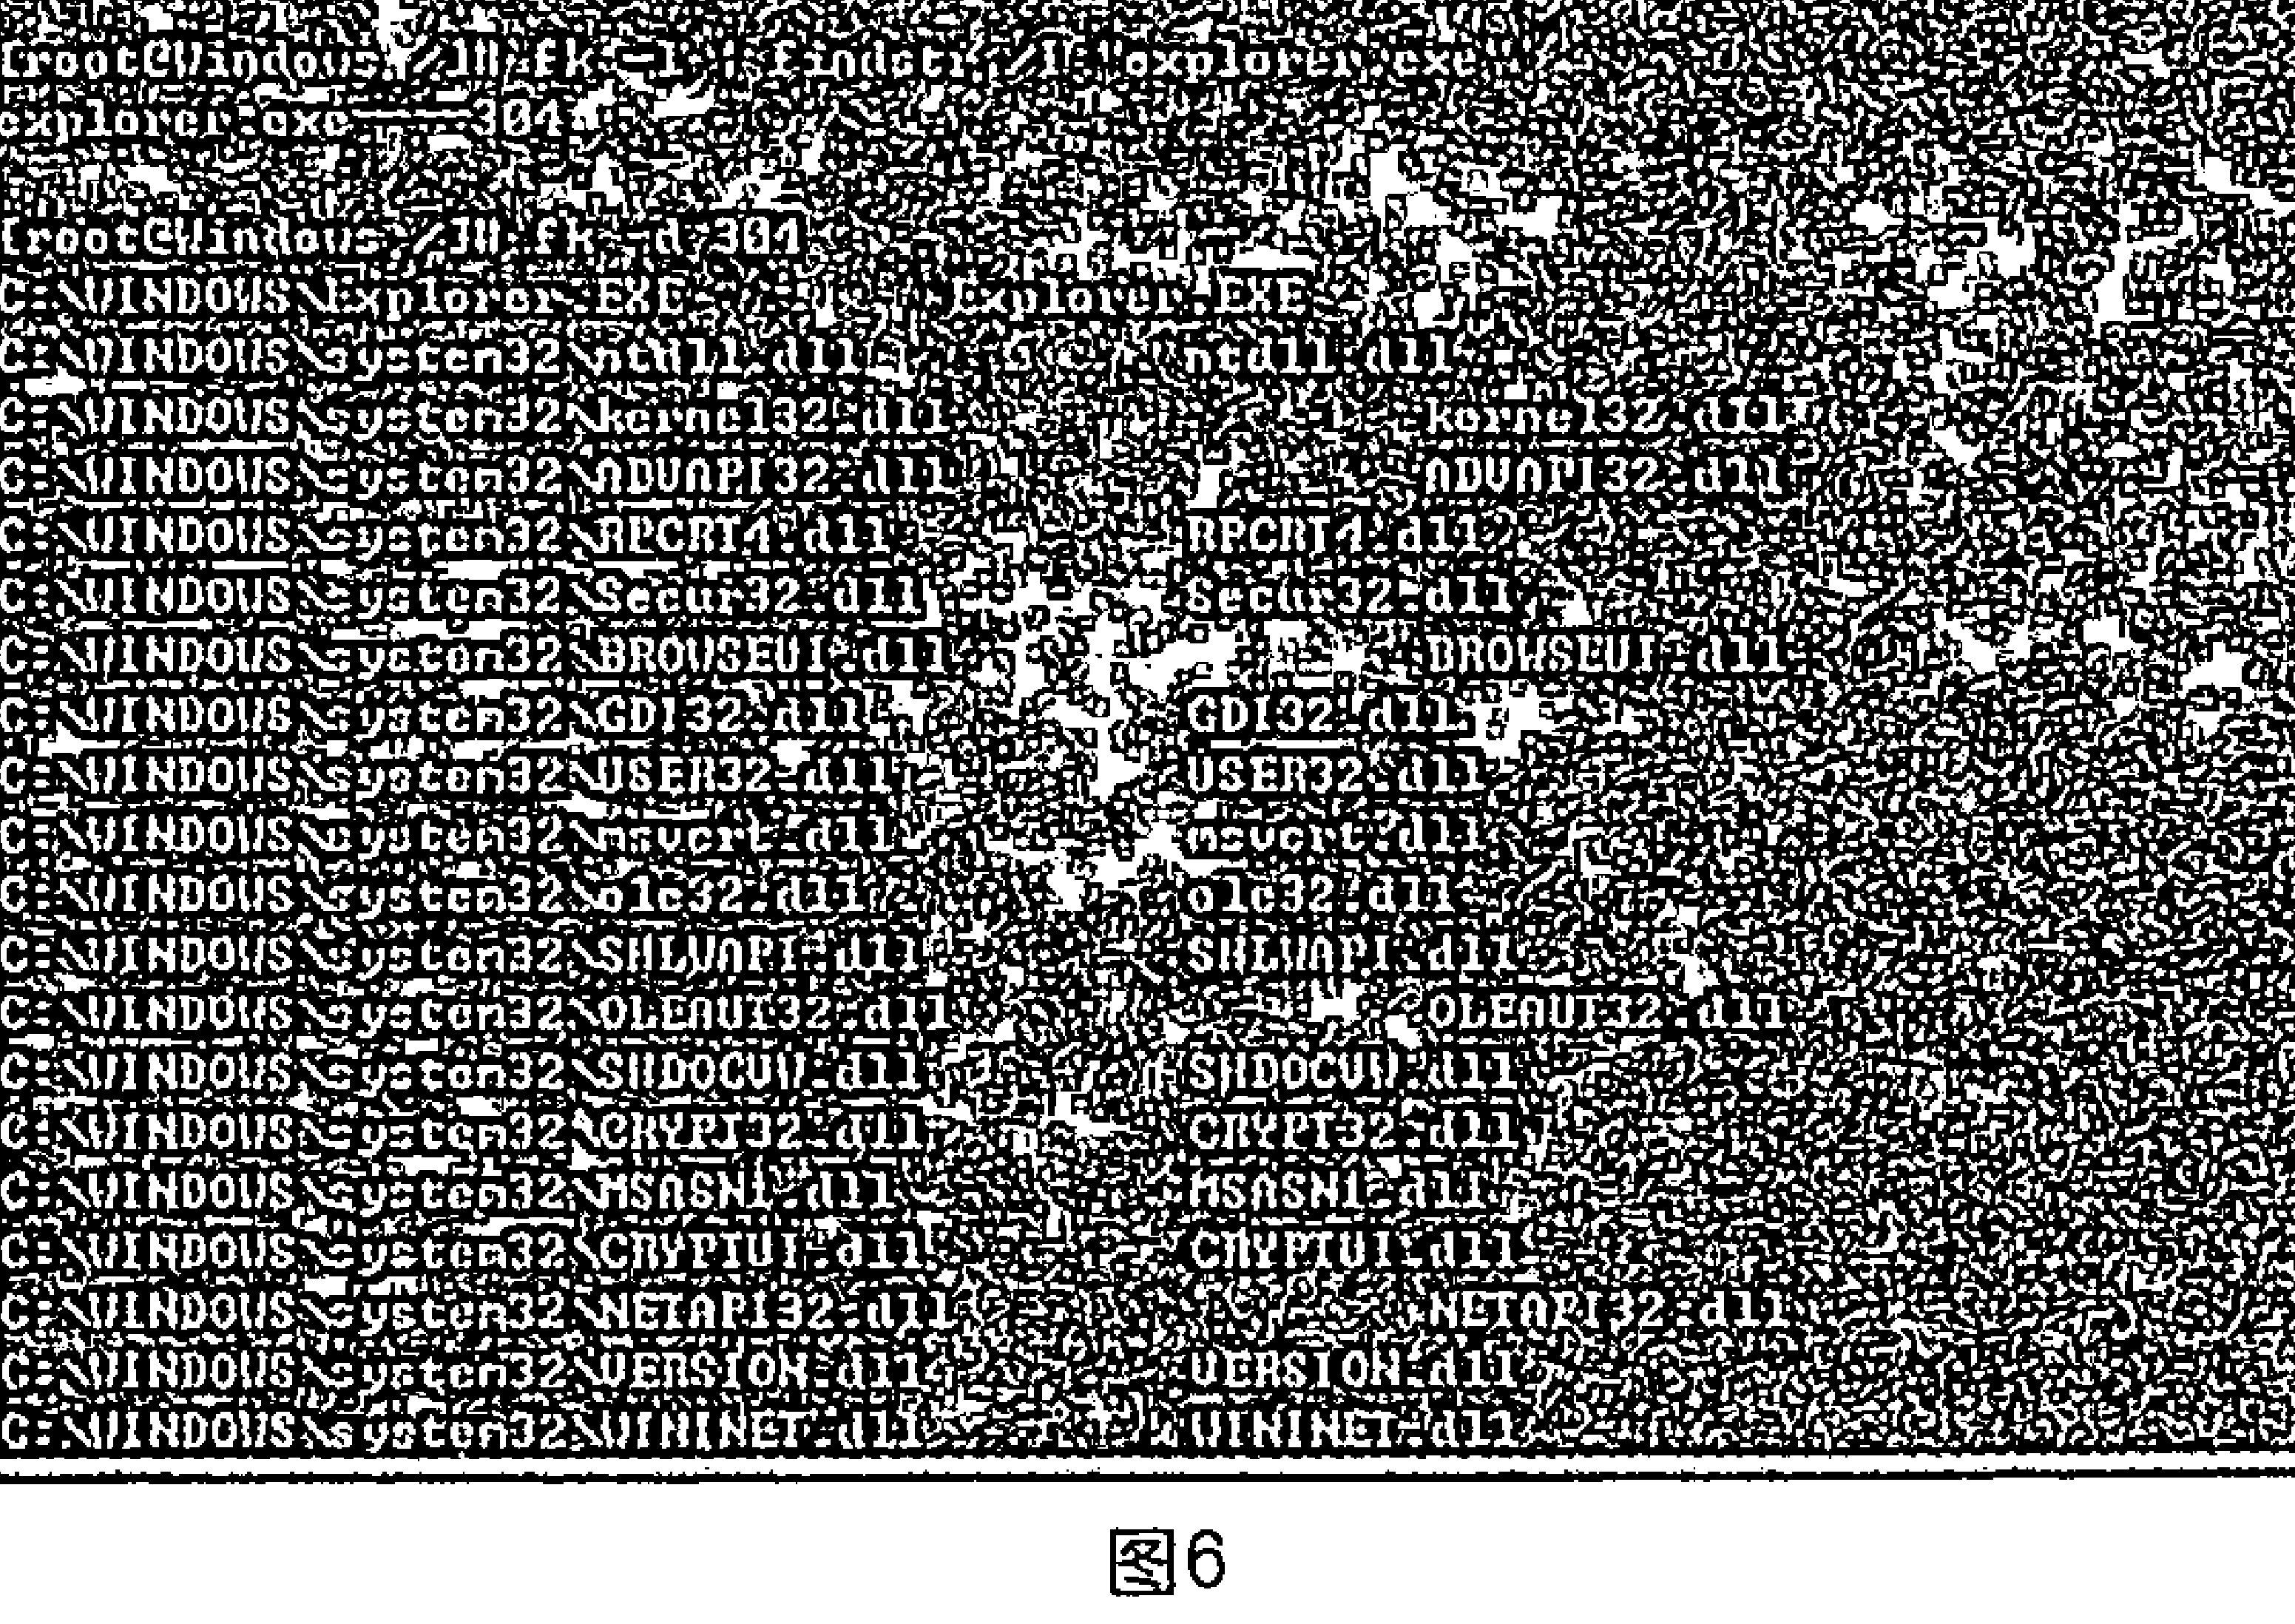 [root@Windows /]# fk -l | findstr /I "explorer.exe"
explorer.exe 304
[root@Windows /]# fk -d 304
C:\WINDOWS\Explorer.EXE Explorer.EXE
C:\WINDOWS\system32\ntdll.dll ntdll.dll
C:\WINDOWS\system32\kernel32.dll kernel32.dll
C:\WINDOWS\system32\ADVAPI32.dll ADVAPI32.dll
C:\WINDOWS\system32\RPCRT4.dll RPCRT4.dll
C:\WINDOWS\system32\Secur32.dll Secur32.dll
C:\WINDOWS\system32\BROWSEUI.dll BROWSEUI.dll
C:\WINDOWS\system32\GDI32.dll GDI32.dll
C:\WINDOWS\system32\USER32.dll USER32.dll
C:\WINDOWS\system32\msvcrt.dll msvcrt.dll
C:\WINDOWS\system32\ole32.dll ole32.dll
C:\WINDOWS\system32\SHLWAPI.dll SHLWAPI.dll
C:\WINDOWS\system32\OLEAUT32.dll OLEAUT32.dll
C:\WINDOWS\system32\SHDOCVW.dll SHDOCVW.dll
C:\WINDOWS\system32\CRYPT32.dll CRYPT32.dll
C:\WINDOWS\system32\MSASN1.dll MSASN1.dll
C:\WINDOWS\system32\CRYPTUI.dll CRYPTUI.dll
C:\WINDOWS\system32\NETAPI32.dll NETAPI32.dll
C:\WINDOWS\system32\VERSION.dll VERSION.dll
C:\WINDOWS\system32\WININET.dll WININET.dll
图6